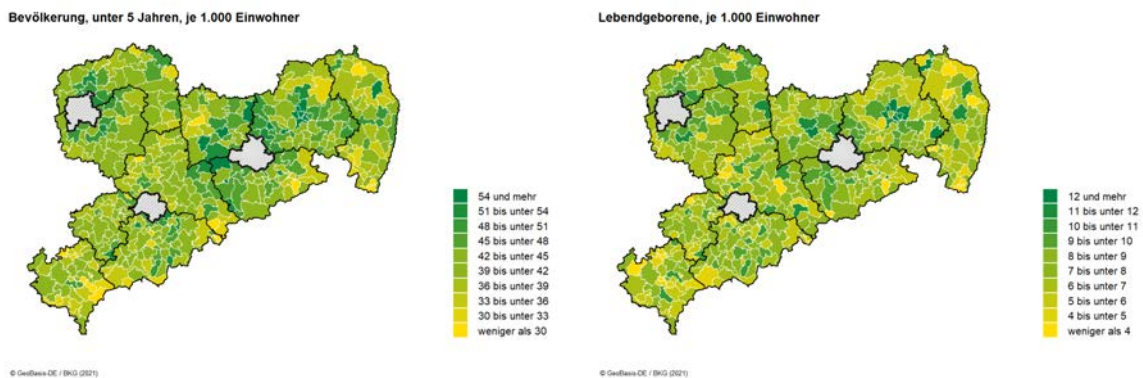 Bevölkerung, unter 5 Jahren, je 1.000 Einwohner
54 und mehr
51 bis unter 54
48 bis unter 51
45 bis unter 48
42 bis unter 45
39 bis unter 42
36 bis unter 39
33 bis unter 36
30 bis unter 33
weniger als 30
© GeoBasis-DE / BKG (2021)
Lebendgeborene, je 1.000 Einwohner
12 und mehr
11 bis unter 12
10 bis unter 11
9 bis unter 10
8 bis unter 9
7 bis unter 8
6 bis unter 7
5 bis unter 6
4 bis unter 5
weniger als 4
© GeoBasis-DE / BKG (2021)